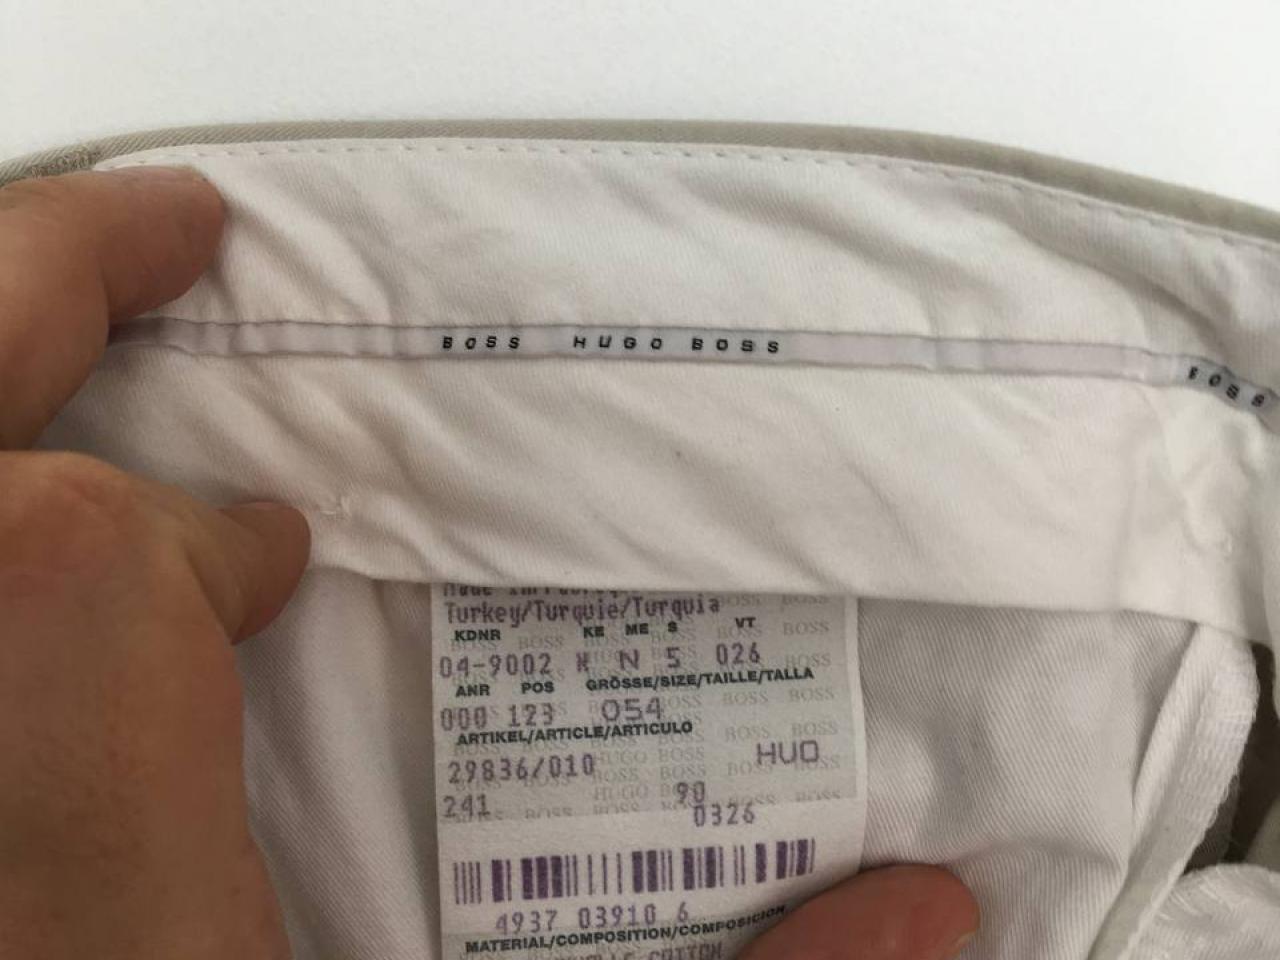 BOSS HUGO BOSS
BOSS
Turkey/Turquie/Turquia
KDNR KE ME S VT
04-9002 N 5 026
ANR POS GRÖSSE/SIZE/TAILLE/TALLA
000 123 054
ARTIKEL/ARTICLE/ARTICULO
29836/010 HUO
241 90
0326
4937 03910 6
MATERIAL/COMPOSITION/COMPOSICION
COTTON